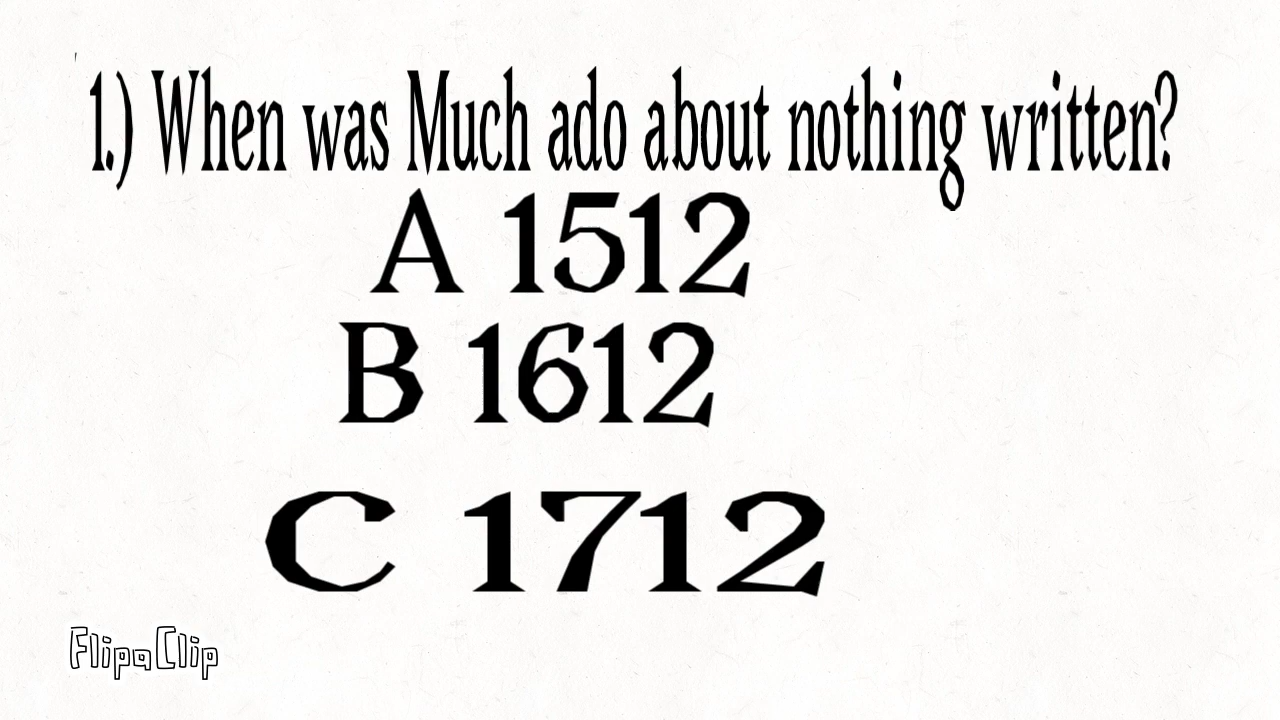 1.) When was Much ado about nothing written?
A 1512
B 1612
C 1712
FlipaClip